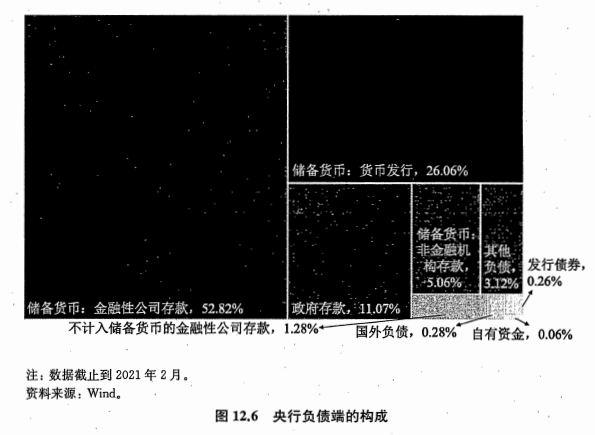 储备货币：货币发行，26.06%
储备货币：
非金融机
构存款，
5.06%
其他
负债，
3.12%
发行债券，
0.26%
储备货币：金融性公司存款，52.82%
政府存款，11.07%
不计入储备货币的金融性公司存款，1.28%
国外负债，0.28%
自有资金，0.06%
注：数据截止到2021年2月。
资料来源：Wind。
图 12.6 央行负债端的构成